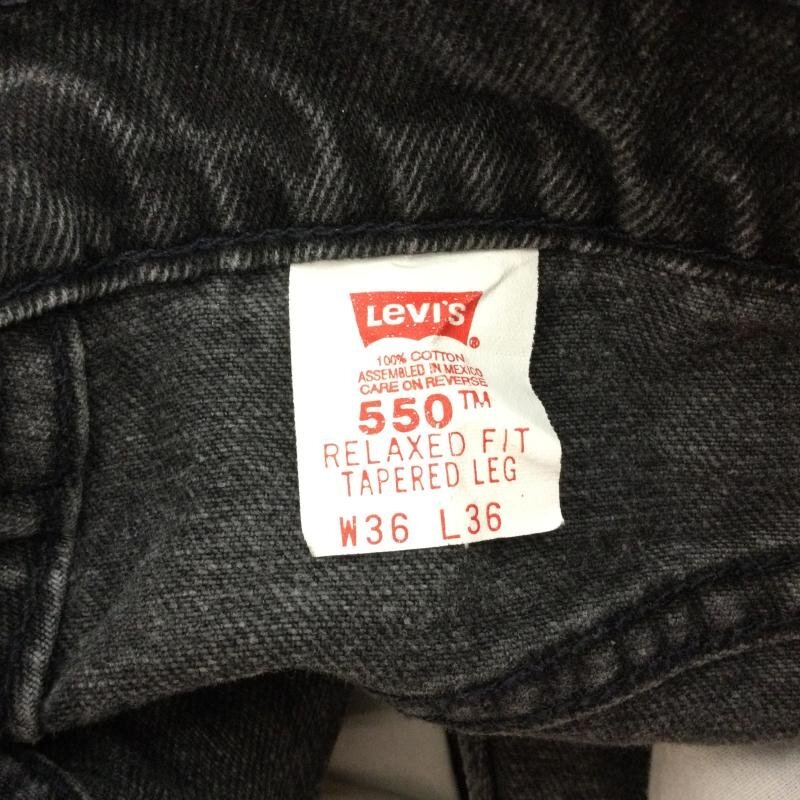 Levi's ®
100% COTTON
ASSEMBLED IN MEXICO
CARE ON REVERSE
550™
RELAXED FIT
TAPERED LEG
W36 L36